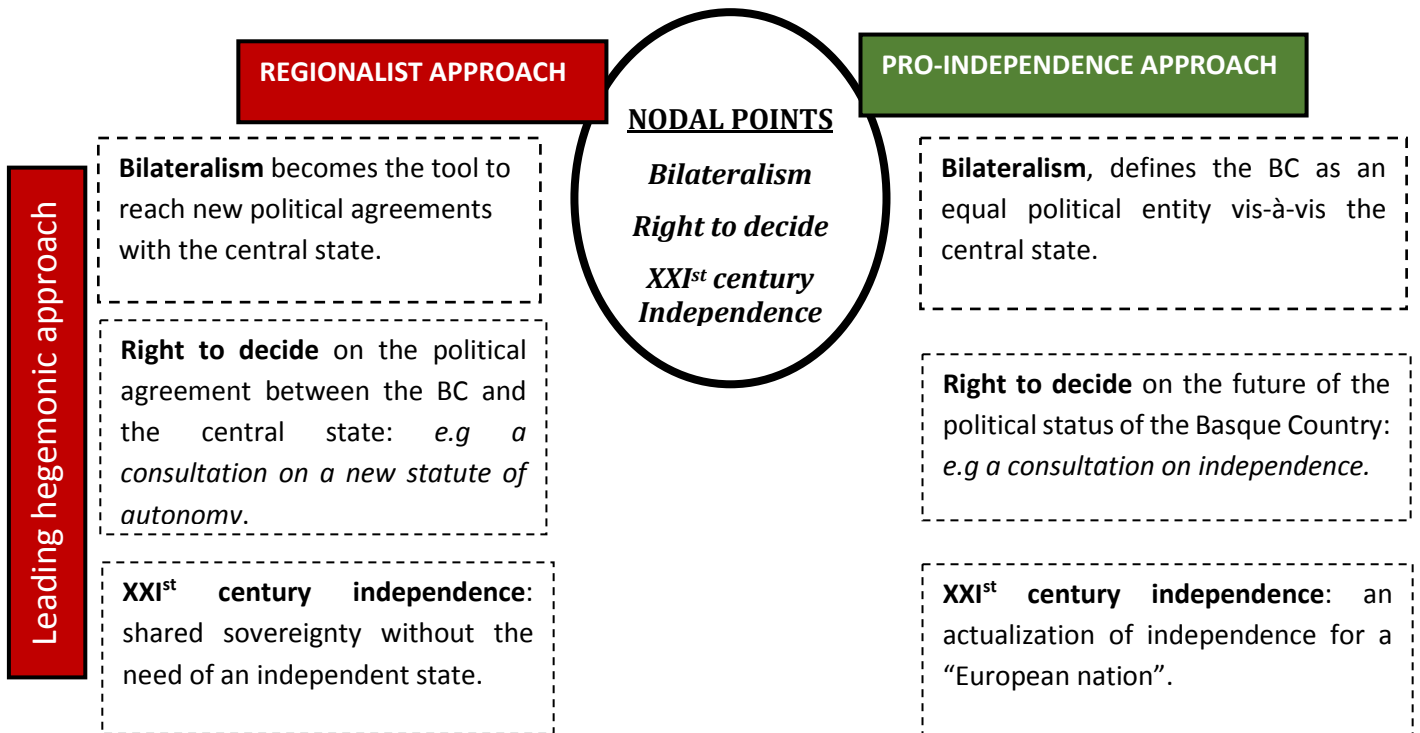 REGIONALIST APPROACH
PRO-INDEPENDENCE APPROACH
NODAL POINTS
Bilateralism
Right to decide
XXIst century
Independence
Leading hegemonic approach
Bilateralism becomes the tool to
reach new political agreements
with the central state.
Right to decide on the political
agreement between the BC and
the central state: e.g a
consultation on a new statute of
autonomy.
XXIst century independence:
shared sovereignty without the
need of an independent state.
Bilateralism, defines the BC as an
equal political entity vis-à-vis the
central state.
Right to decide on the future of the
political status of the Basque Country:
e.g a consultation on independence.
XXIst century independence: an
actualization of independence for a
“European nation”.